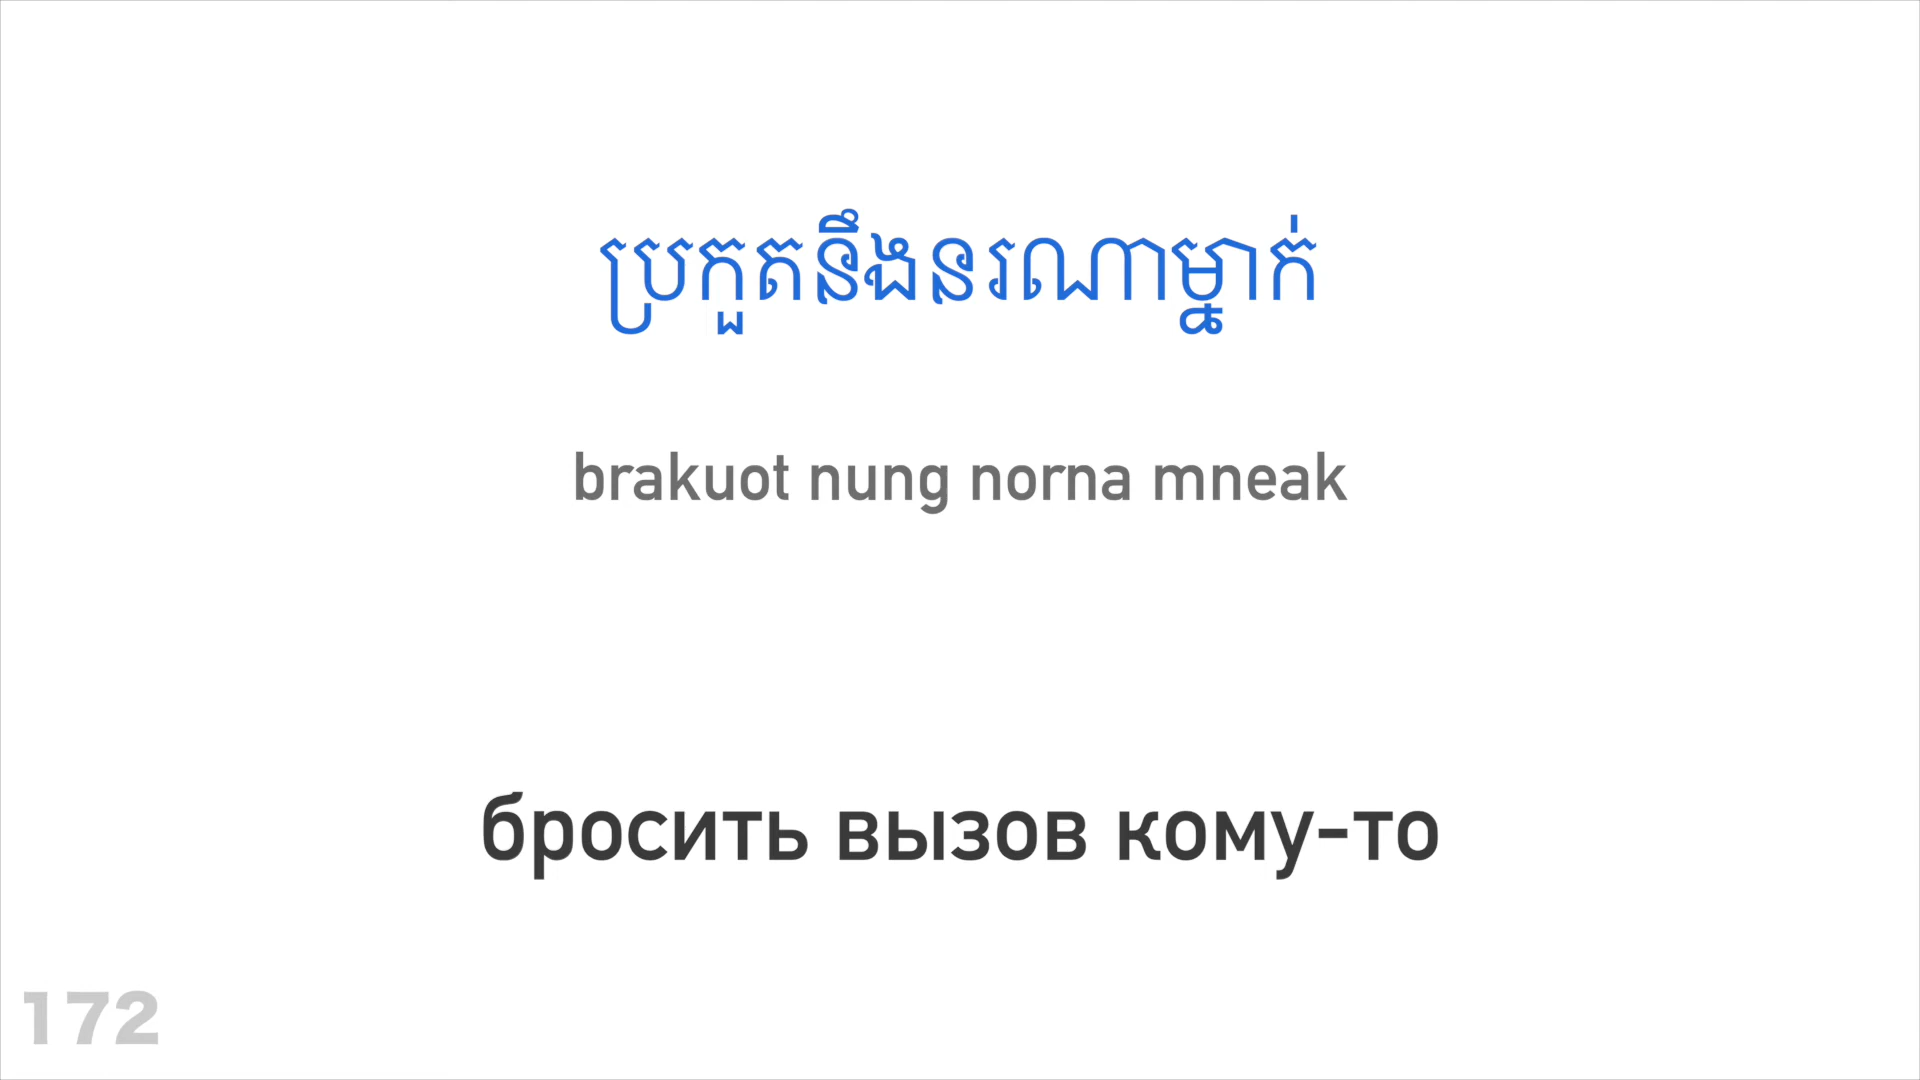 ប្រកួតនឹងនរណាម្នាក់
brakuot nung norna mneak
бросить вызов кому-то
172